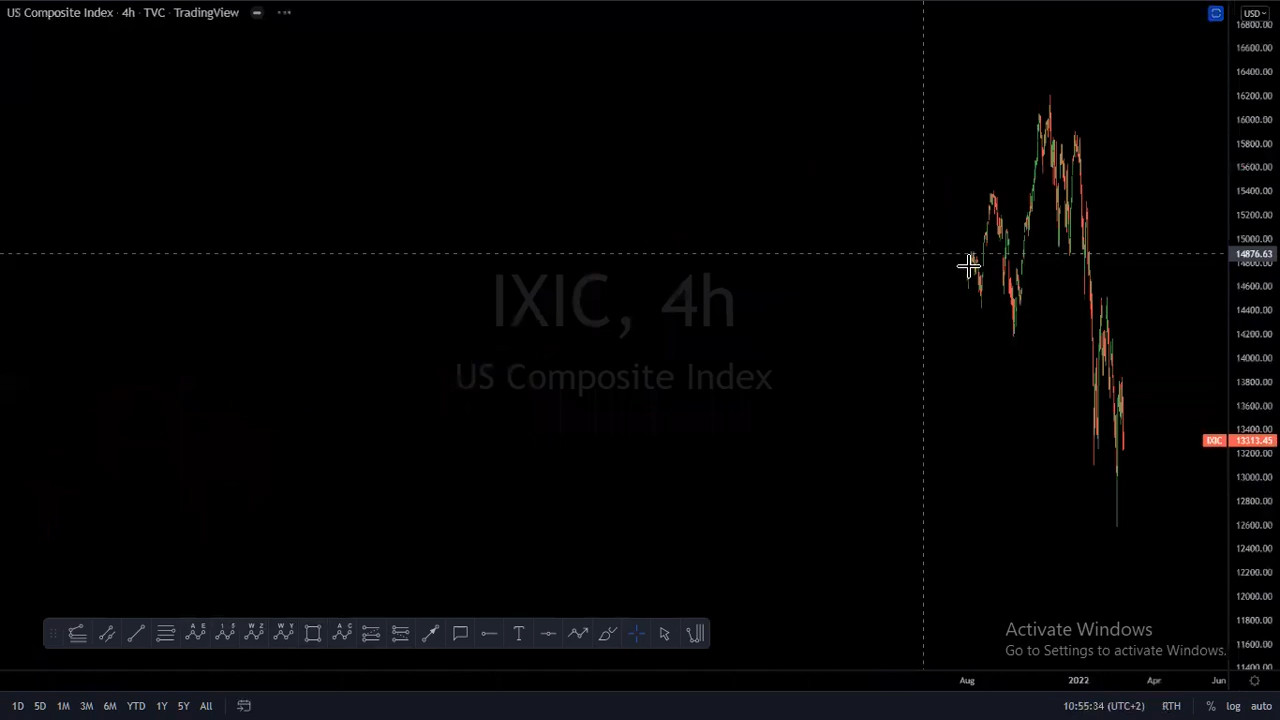 US Composite Index · 4h · TVC · TradingView
USD
16800.00
16600.00
16400.00
16200.00
16000.00
15800.00
15600.00
15400.00
15200.00
15000.00
14876.63
14800.00
14600.00
14400.00
14200.00
14000.00
13800.00
13600.00
13400.00
IXIC 13313.45
13200.00
13000.00
12800.00
12600.00
12400.00
12200.00
12000.00
11800.00
11600.00
11400.00
IXIC, 4h
US Composite Index
A E
1 5
W Z
W Y
A C
T
Activate Windows
Go to Settings to activate Windows.
Aug 2022 Apr Jun
1D 5D 1M 3M 6M YTD 1Y 5Y All 10:55:34 (UTC+2) RTH % log auto